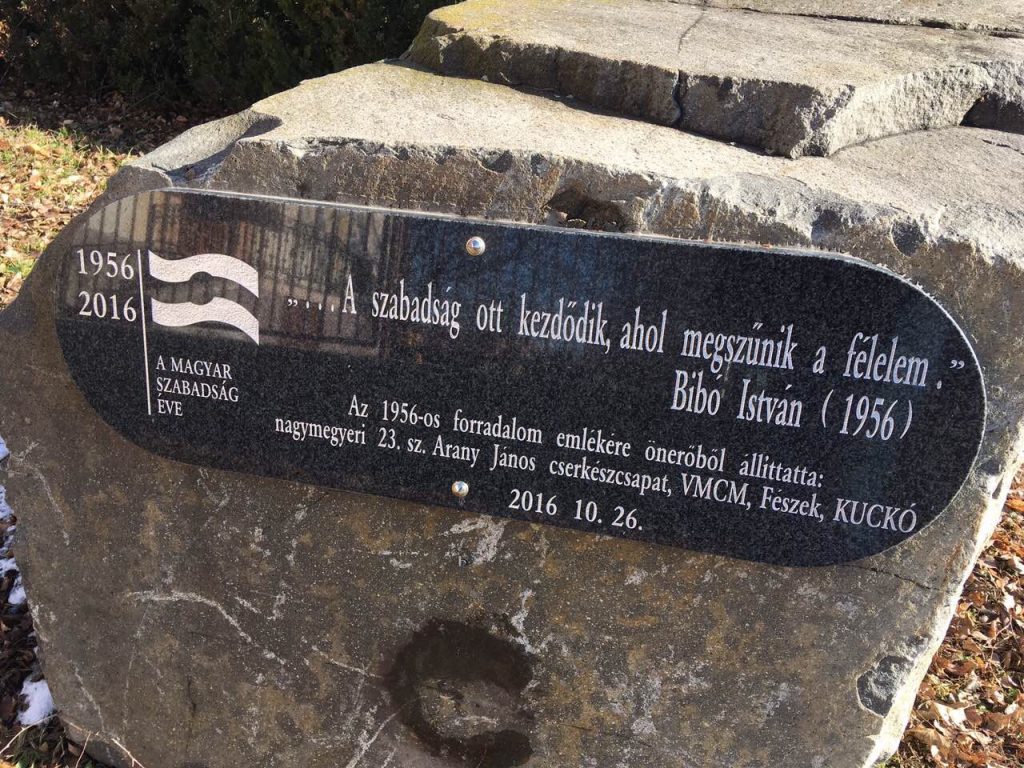 1956
2016
A MAGYAR
SZABADSÁG
ÉVE
"...A szabadság ott kezdődik, ahol megszűnik a félelem."
Bibó István (1956)
Az 1956-os forradalom emlékére önerőből állíttatta:
nagymegyeri 23. sz. Arany János cserkészcsapat, VMCM, Fészek, KUCKÓ
2016 10. 26.